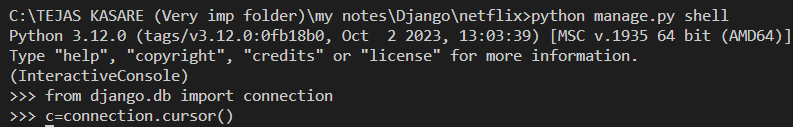 C:\TEJAS KASARE (Very imp folder)\my notes\Django\netflix>python manage.py shell
Python 3.12.0 (tags/v3.12.0:0fb18b0, Oct  2 2023, 13:03:39) [MSC v.1935 64 bit (AMD64)]
Type "help", "copyright", "credits" or "license" for more information.
(InteractiveConsole)
>>> from django.db import connection
>>> c=connection.cursor()